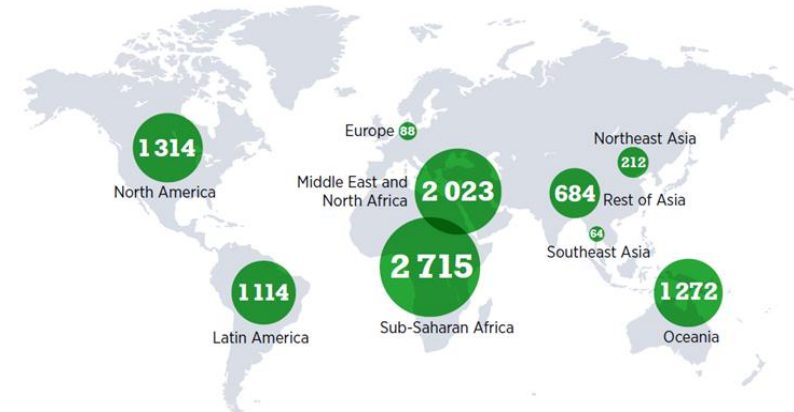 1 314
North America
Europe 88
Middle East and
North Africa
2 023
Northeast Asia
212
684
Rest of Asia
64
Southeast Asia
2 715
Sub-Saharan Africa
1 114
Latin America
1 272
Oceania